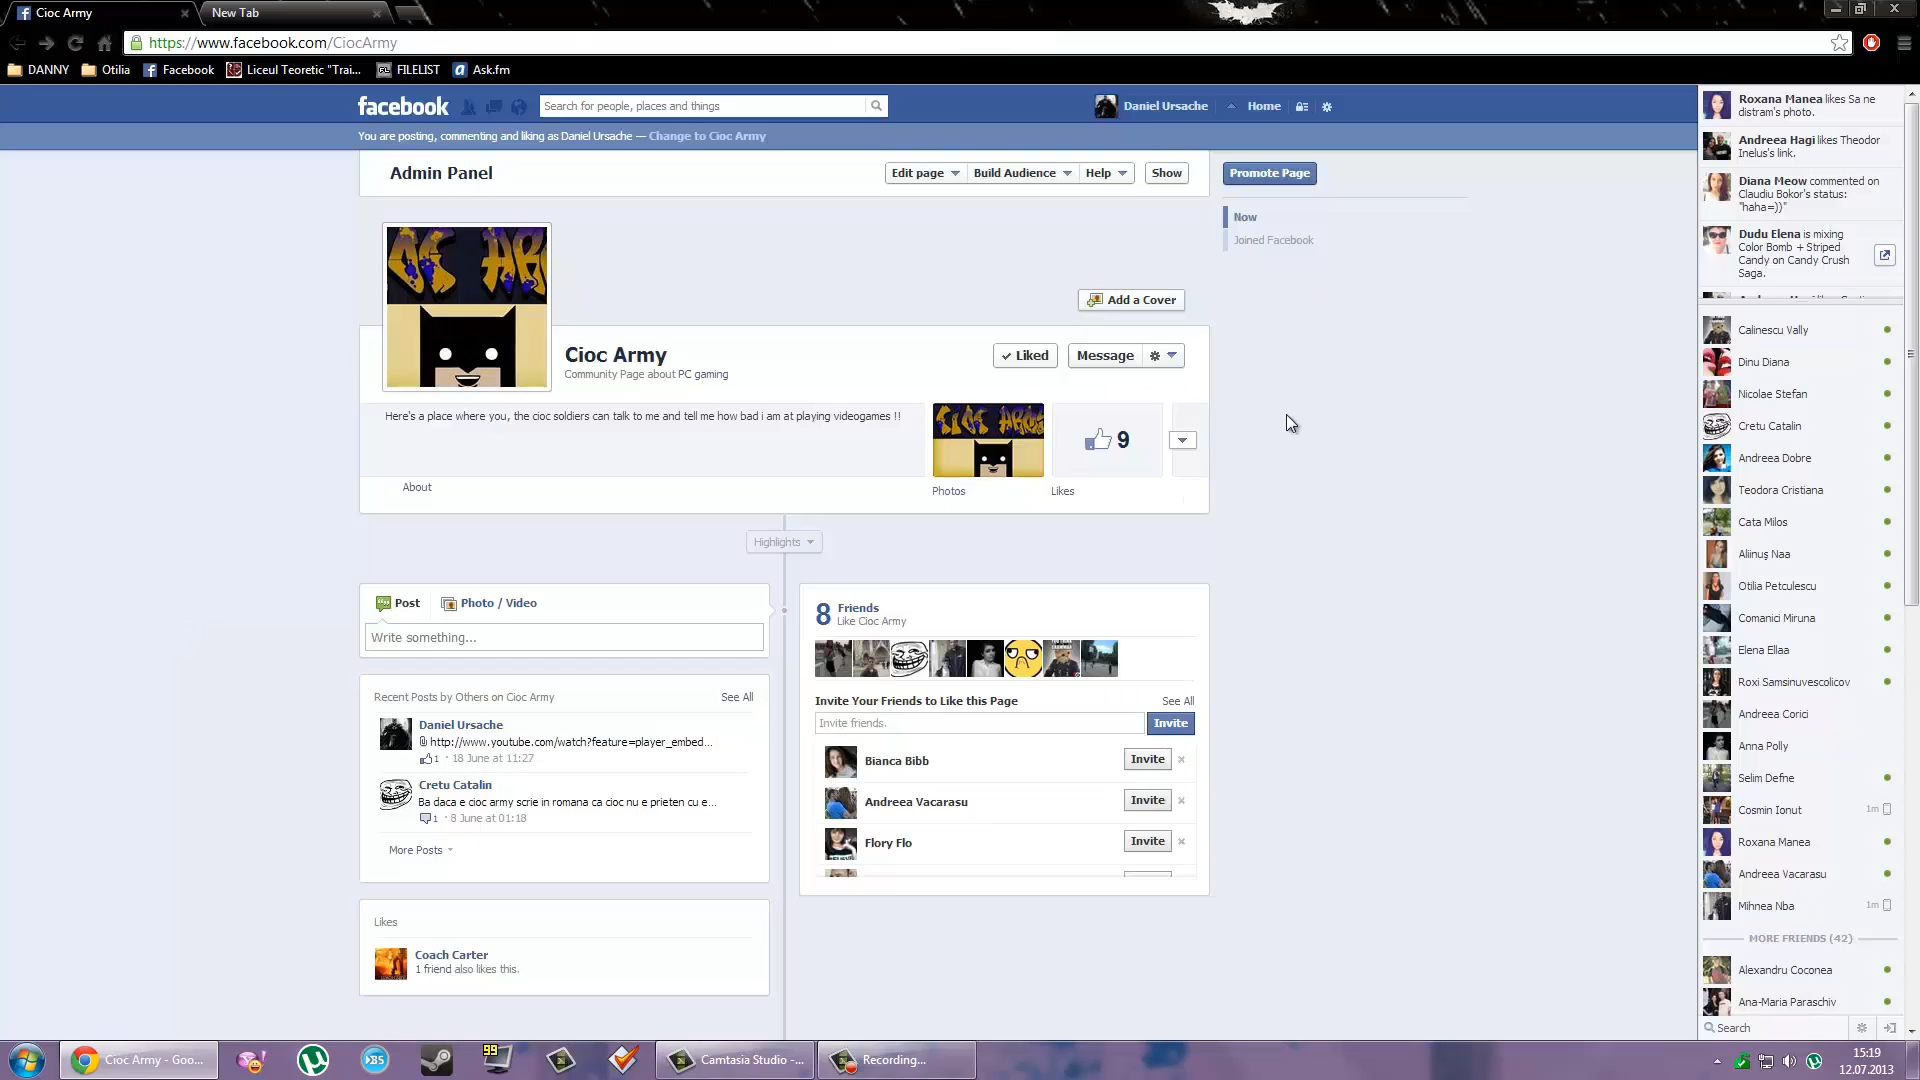 Cioc Army
New Tab
https://www.facebook.com/CiocArmy
DANNY
Otilia
Facebook
Liceul Teoretic "Trai...
FILELIST
Ask.fm
facebook
Search for people, places and things
Daniel Ursache
Home
You are posting, commenting and liking as Daniel Ursache — Change to Cioc Army
Admin Panel
Edit page
Build Audience
Help
Show
Promote Page
Now
Joined Facebook
Add a Cover
Cioc Army
Community Page about PC gaming
Liked
Message
Here's a place where you, the cioc soldiers can talk to me and tell me how bad i am at playing videogames !!
9
About
Photos
Likes
Highlights
Post
Photo / Video
Write something...
Recent Posts by Others on Cioc Army
See All
Daniel Ursache
http://www.youtube.com/watch?feature=player_embed...
1 · 18 June at 11:27
Cretu Catalin
Ba daca e cioc army scrie in romana ca cioc nu e prieten cu e...
1 · 8 June at 01:18
More Posts
Likes
Coach Carter
1 friend also likes this.
8
Friends
Like Cioc Army
Invite Your Friends to Like this Page
See All
Invite friends.
Invite
Bianca Bibb
Invite
Andreea Vacarasu
Invite
Flory Flo
Invite
Roxana Manea likes Sa ne
distram's photo.
Andreea Hagi likes Theodor
Inelus's link.
Diana Meow commented on
Claudiu Bokor's status:
"haha=))"
Dudu Elena is mixing
Color Bomb + Striped
Candy on Candy Crush
Saga.
Calinescu Vally
Dinu Diana
Nicolae Stefan
Cretu Catalin
Andreea Dobre
Teodora Cristiana
Cata Milos
Aliinuş Naa
Otilia Petculescu
Comanici Miruna
Elena Ellaa
Roxi Samsinuvescolicov
Andreea Corici
Anna Polly
Selim Defne
Cosmin Ionut
1m
Roxana Manea
Andreea Vacarasu
Mihnea Nba
1m
MORE FRIENDS (42)
Alexandru Coconea
Ana-Maria Paraschiv
Search
Cioc Army - Goo...
BS
99
Camtasia Studio -...
Recording...
15:19
12.07.2013